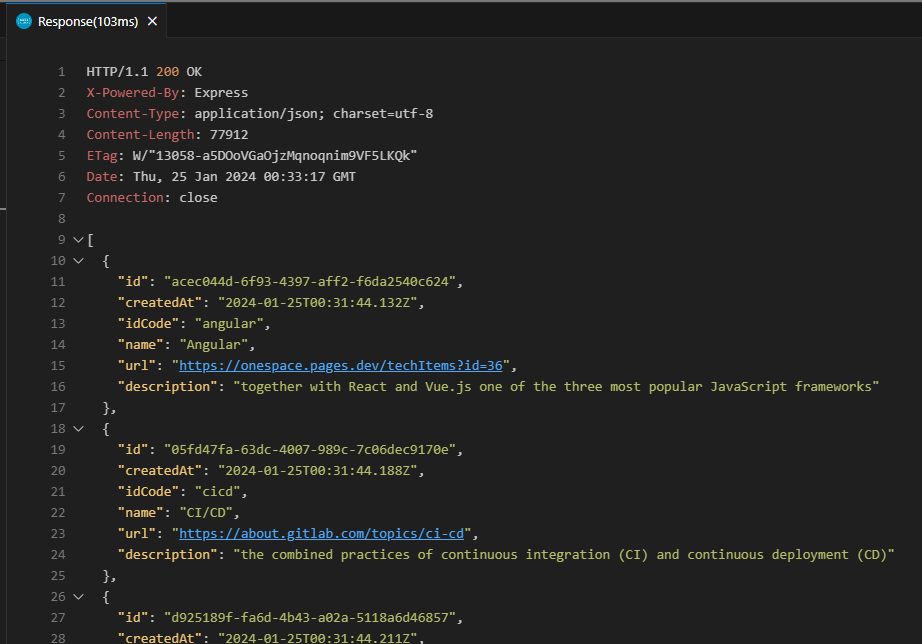 Response(103ms) ×
1 HTTP/1.1 200 OK
2 X-Powered-By: Express
3 Content-Type: application/json; charset=utf-8
4 Content-Length: 77912
5 ETag: W/"13058-a5DOoVGaOjzMqnoqnim9VF5LKQk"
6 Date: Thu, 25 Jan 2024 00:33:17 GMT
7 Connection: close
8
9 [
10 {
11 "id": "acec044d-6f93-4397-aff2-f6da2540c624",
12 "createdAt": "2024-01-25T00:31:44.132Z",
13 "idCode": "angular",
14 "name": "Angular",
15 "url": "https://onespace.pages.dev/techItems?id=36",
16 "description": "together with React and Vue.js one of the three most popular JavaScript frameworks"
17 },
18 {
19 "id": "05fd47fa-63dc-4007-989c-7c06dec9170e",
20 "createdAt": "2024-01-25T00:31:44.188Z",
21 "idCode": "cicd",
22 "name": "CI/CD",
23 "url": "https://about.gitlab.com/topics/ci-cd",
24 "description": "the combined practices of continuous integration (CI) and continuous deployment (CD)"
25 },
26 {
27 "id": "d925189f-fa6d-4b43-a02a-5118a6d46857",
28 "createdAt": "2024-01-25T00:31:44.211Z",